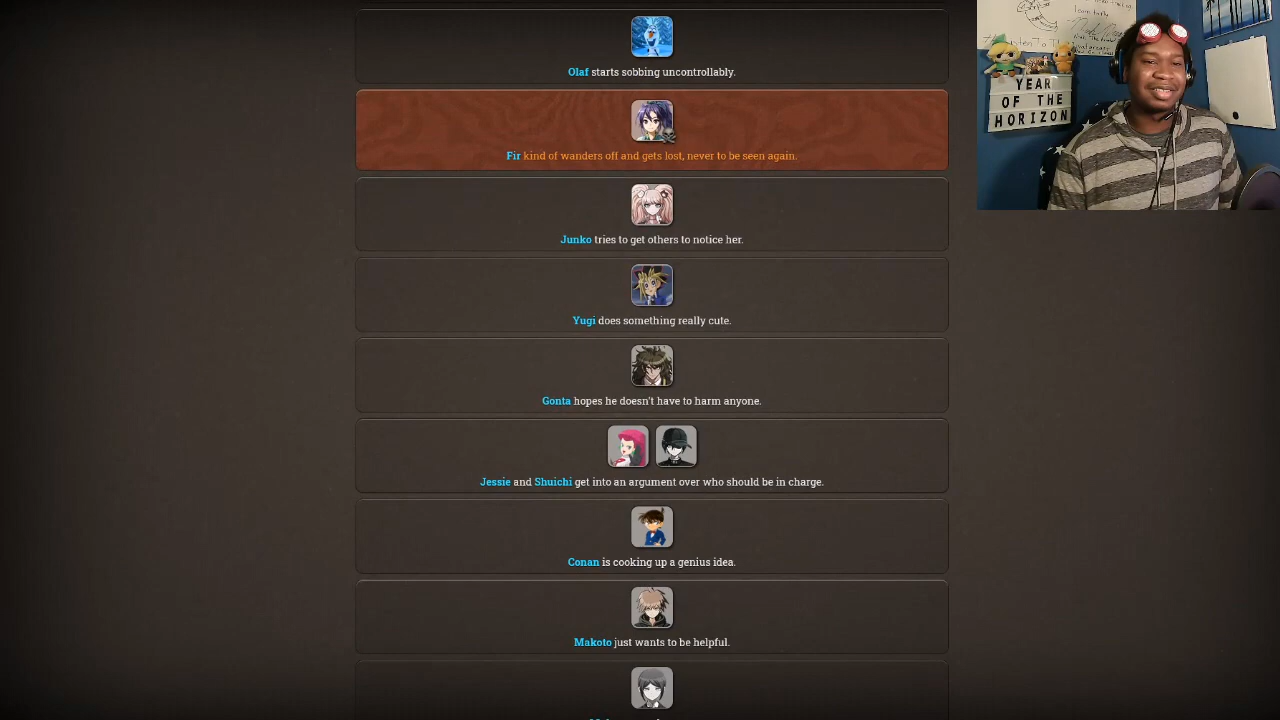 Olaf starts sobbing uncontrollably.
Fir kind of wanders off and gets lost, never to be seen again.
Junko tries to get others to notice her.
Yugi does something really cute.
Gonta hopes he doesn't have to harm anyone.
Jessie and Shuichi get into an argument over who should be in charge.
Conan is cooking up a genius idea.
Makoto just wants to be helpful.
learn to fly
YEAR
OF THE
HORIZON